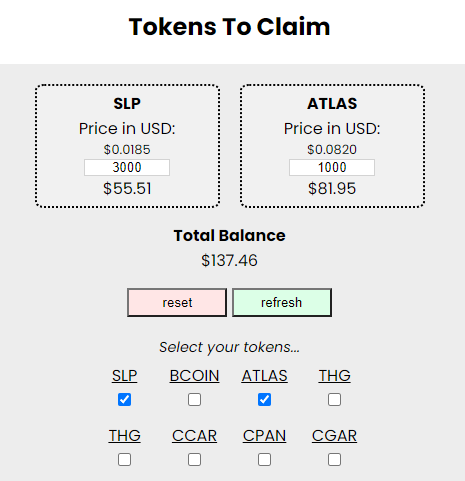 Tokens To Claim
SLP
Price in USD:
$0.0185
3000
$55.51
ATLAS
Price in USD:
$0.0820
1000
$81.95
Total Balance
$137.46
reset refresh
Select your tokens...
SLP BCOIN ATLAS THG
THG CCAR CPAN CGAR